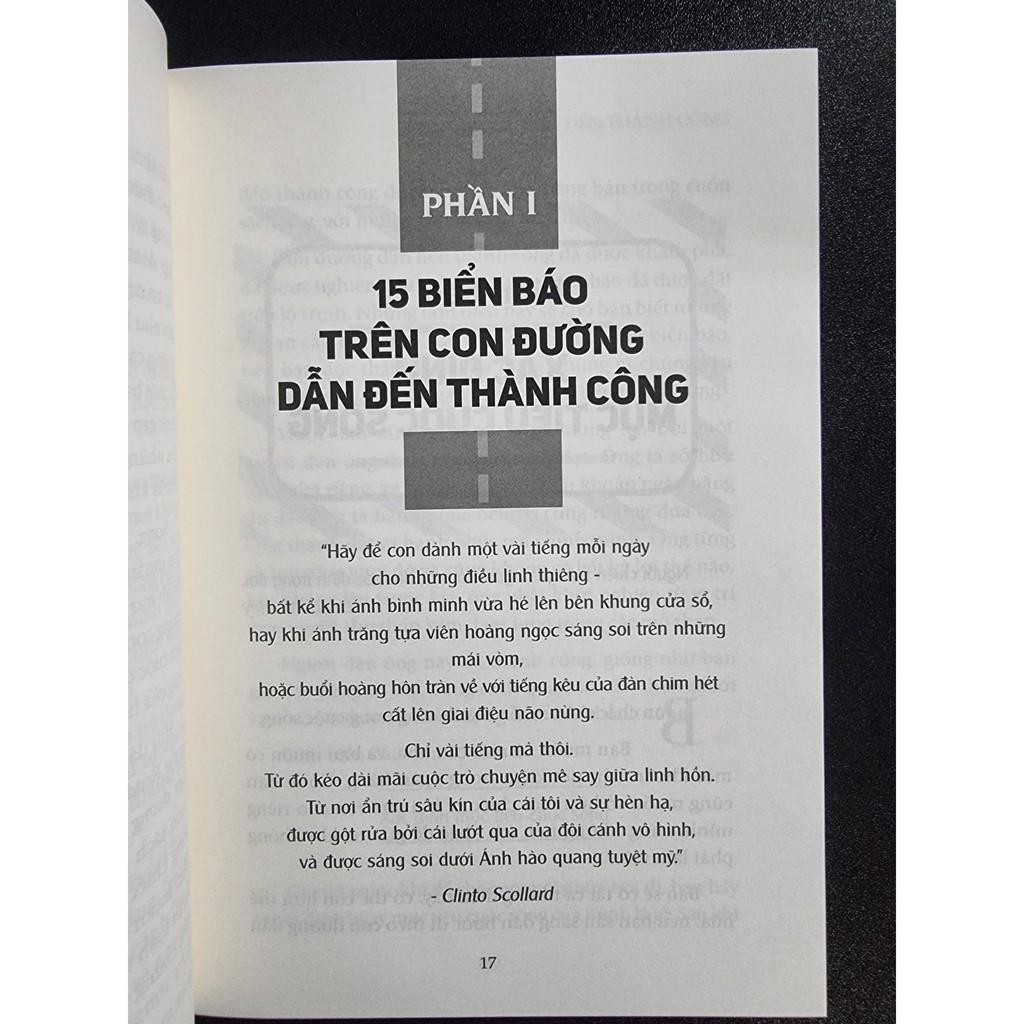 PHẦN I
15 BIỂN BÁO
TRÊN CON ĐƯỜNG
DẪN ĐẾN THÀNH CÔNG
“Hãy để con dành một vài tiếng mỗi ngày
cho những điều linh thiêng -
bất kể khi ánh bình minh vừa hé lên bên khung cửa sổ,
hay khi ánh trăng tựa viên hoàng ngọc sáng soi trên những
mái vòm,
hoặc buổi hoàng hôn tràn về với tiếng kêu của đàn chim hét
cất lên giai điệu não nùng.
Chỉ vài tiếng mà thôi.
Từ đó kéo dài mãi cuộc trò chuyện mê say giữa linh hồn.
Từ nơi ẩn trú sâu kín của cái tôi và sự hèn hạ,
được gột rửa bởi cái lướt qua của đôi cánh vô hình,
và được sáng soi dưới Ánh hào quang tuyệt mỹ.”
- Clinto Scollard
17